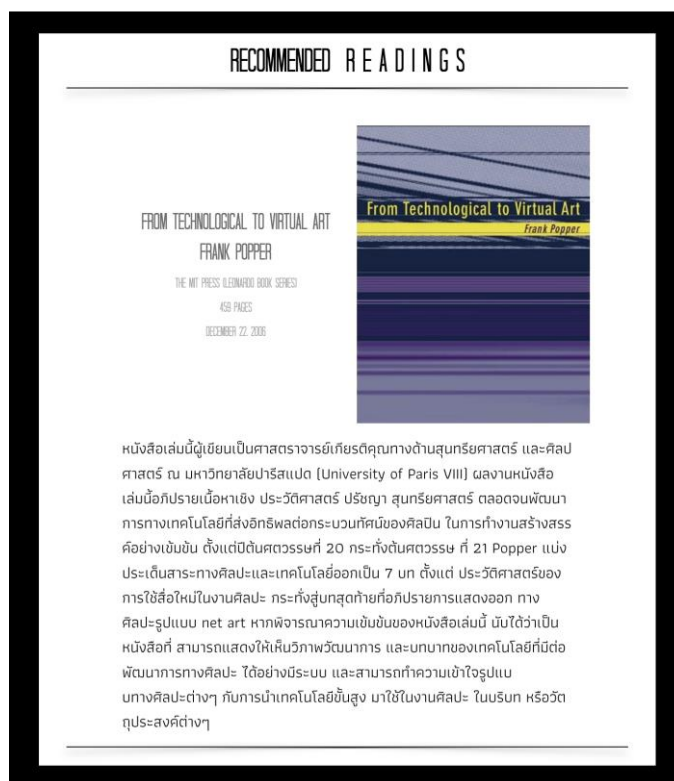 RECOMMENDED READINGS
FROM TECHNOLOGICAL TO VIRTUAL ART
FRANK POPPER
THE MIT PRESS (LEONARDO BOOK SERIES)
459 PAGES
DECEMBER 22, 2006
From Technological to Virtual Art
Frank Popper
หนังสือเล่มนี้ผู้เขียนเป็นศาสตราจารย์เกียรติคุณทางด้านสุนทรียศาสตร์ และศิลป
ศาสตร์ ณ มหาวิทยาลัยปารีสแปด (University of Paris VIII) ผลงานหนังสือ
เล่มนี้อภิปรายเนื้อหาเชิง ประวัติศาสตร์ ปรัชญา สุนทรียศาสตร์ ตลอดจนพัฒนา
การทางเทคโนโลยีที่ส่งอิทธิพลต่อกระบวนทัศน์ของศิลปิน ในการทำงานสร้างสรร
ค์อย่างเข้มข้น ตั้งแต่ปีต้นศตวรรษที่ 20 กระทั่งต้นศตวรรษ ที่ 21 Popper แบ่ง
ประเด็นสาระทางศิลปะและเทคโนโลยีออกเป็น 7 บท ตั้งแต่ ประวัติศาสตร์ของ
การใช้สื่อใหม่ในงานศิลปะ กระทั่งสู่บทสุดท้ายที่อภิปรายการแสดงออก ทาง
ศิลปะรูปแบบ net art หากพิจารณาความเข้มข้นของหนังสือเล่มนี้ นับได้ว่าเป็น
หนังสือที่ สามารถแสดงให้เห็นวิภาพวัฒนาการ และบทบาทของเทคโนโลยีที่มีต่อ
พัฒนาการทางศิลปะ ได้อย่างมีระบบ และสามารถทำความเข้าใจรูปแบ
บทางศิลปะต่างๆ กับการนำเทคโนโลยีขั้นสูง มาใช้ในงานศิลปะ ในบริบท หรือวัต
ถุประสงค์ต่างๆ